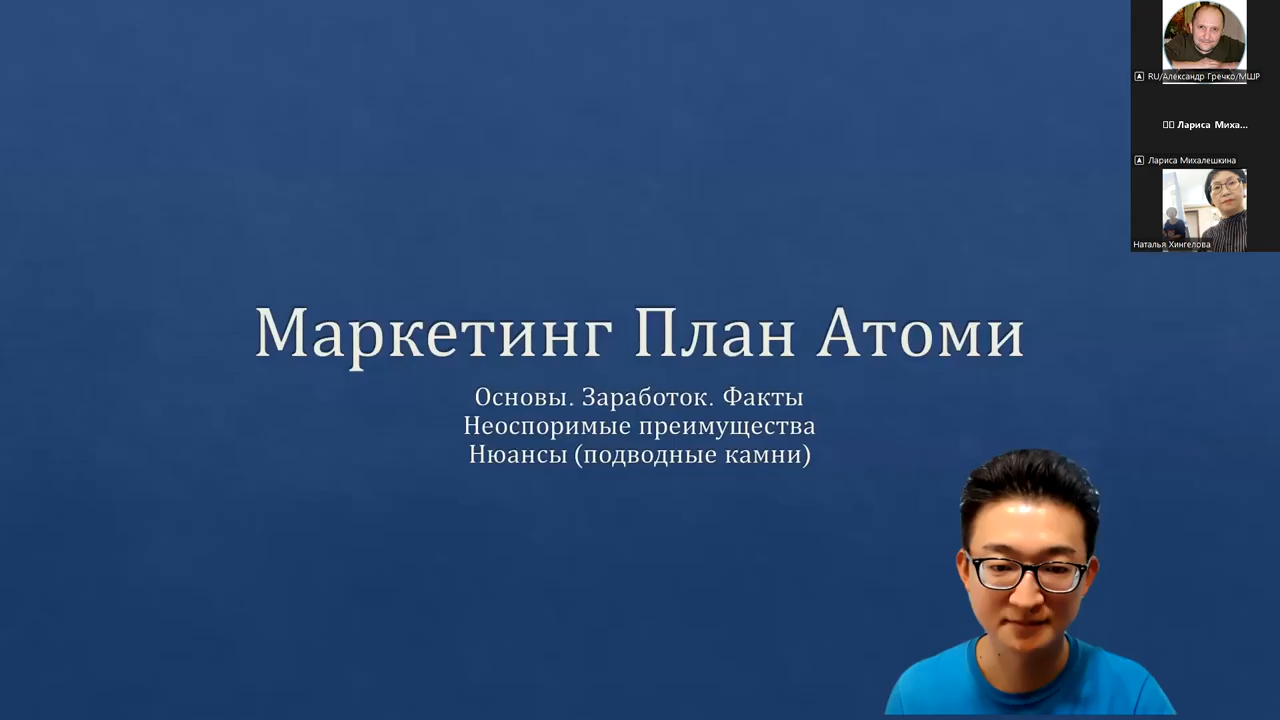 RU/Александр Гречко/МШР
Лариса Миха...
Лариса Михалешкина
Наталья Хингелова
Маркетинг План Атоми
Основы. Заработок. Факты
Неоспоримые преимущества
Нюансы (подводные камни)